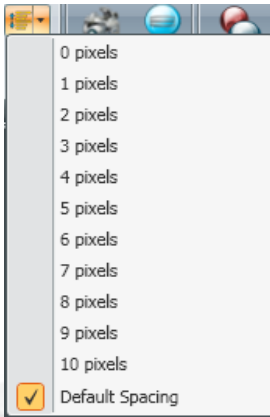 0 pixels
1 pixels
2 pixels
3 pixels
4 pixels
5 pixels
6 pixels
7 pixels
8 pixels
9 pixels
10 pixels
Default Spacing